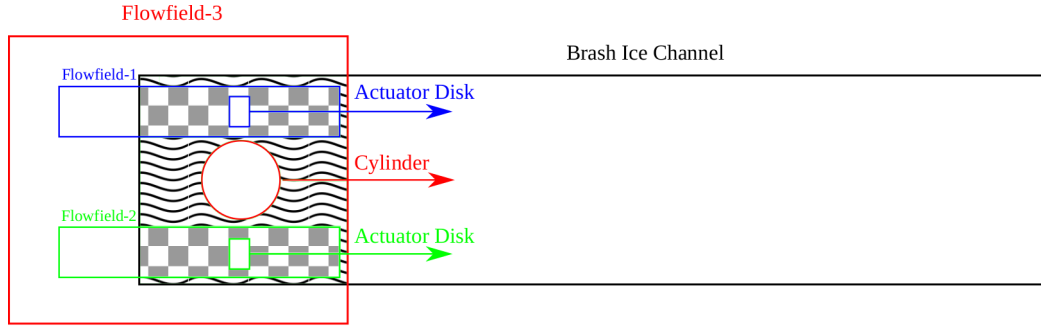 Flowfield-3
Brash Ice Channel
Flowfield-1
Actuator Disk
Cylinder
Flowfield-2
Actuator Disk